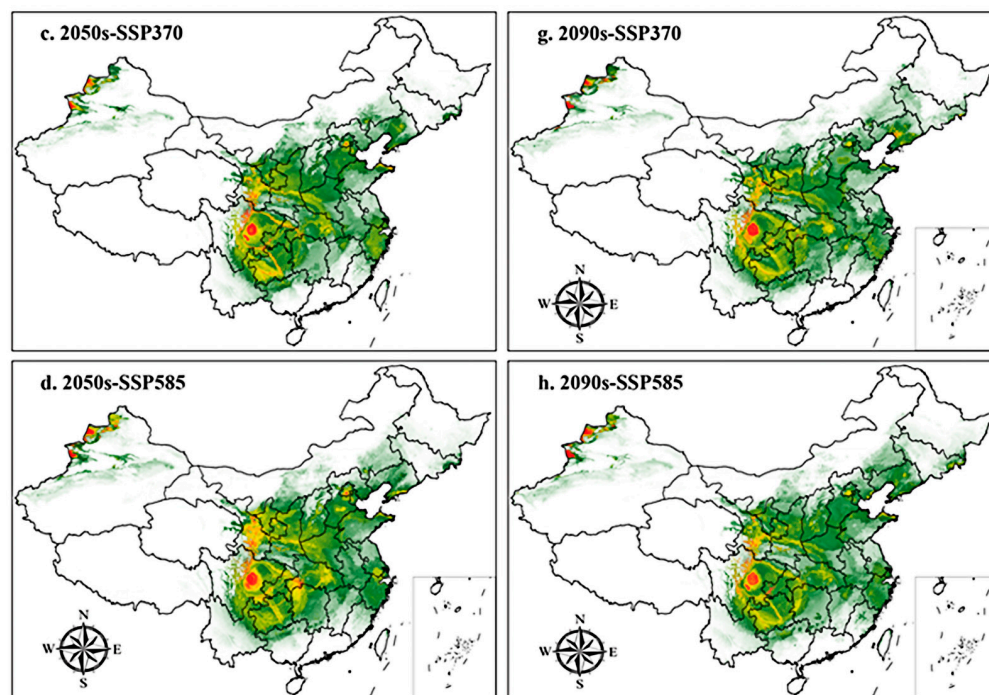 c. 2050s-SSP370
g. 2090s-SSP370
N
W E
S
d. 2050s-SSP585
h. 2090s-SSP585
N
W E
S
N
W E
S